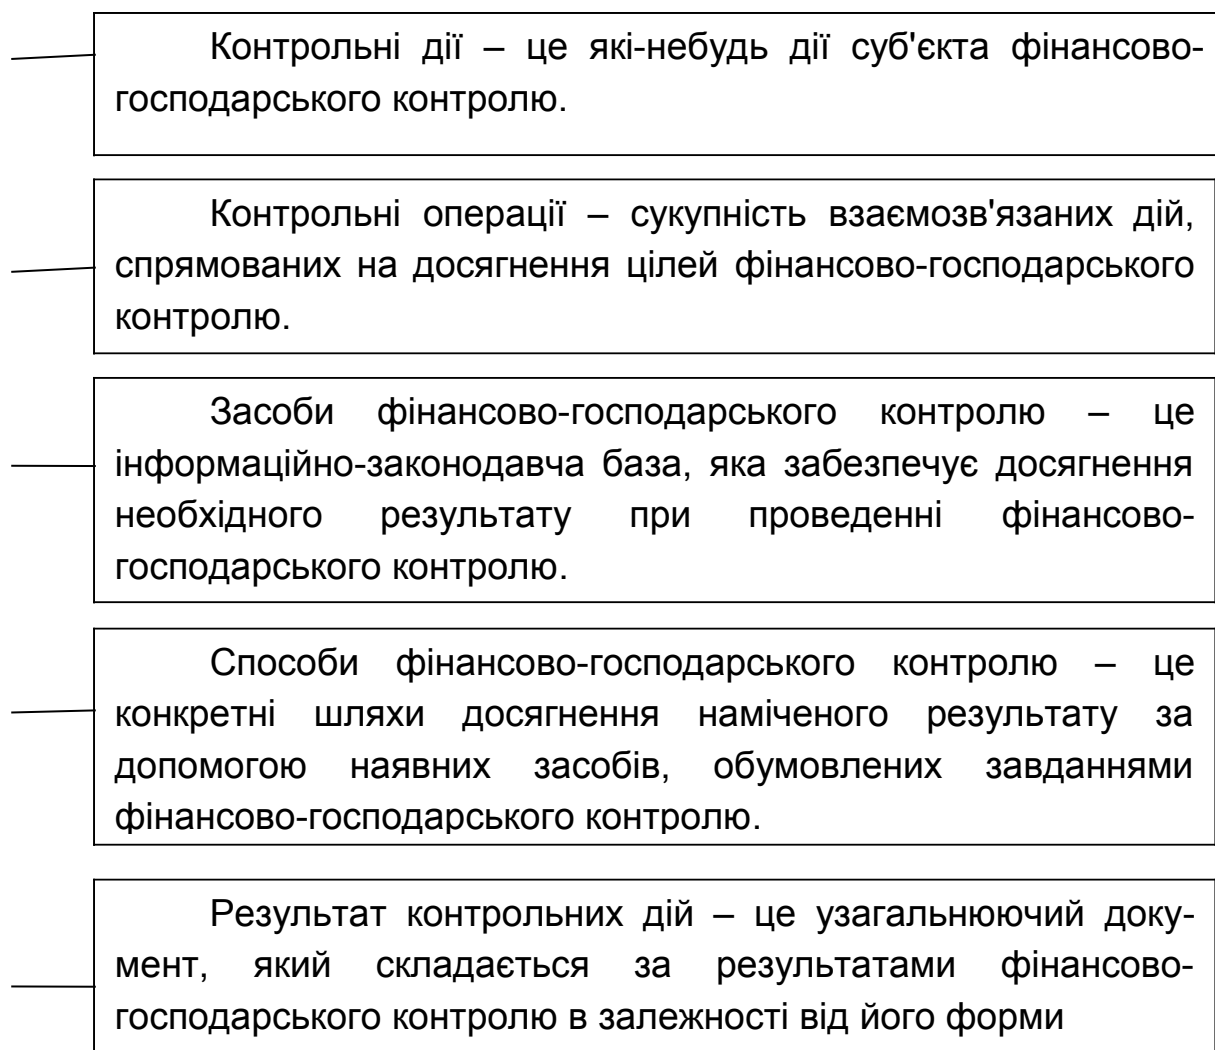 Контрольні дії – це які-небудь дії суб'єкта фінансово-
господарського контролю.
Контрольні операції – сукупність взаємозв'язаних дій,
спрямованих на досягнення цілей фінансово-господарського
контролю.
Засоби фінансово-господарського контролю – це
інформаційно-законодавча база, яка забезпечує досягнення
необхідного результату при проведенні фінансово-
господарського контролю.
Способи фінансово-господарського контролю – це
конкретні шляхи досягнення наміченого результату за
допомогою наявних засобів, обумовлених завданнями
фінансово-господарського контролю.
Результат контрольних дій – це узагальнюючий доку-
мент, який складається за результатами фінансово-
господарського контролю в залежності від його форми